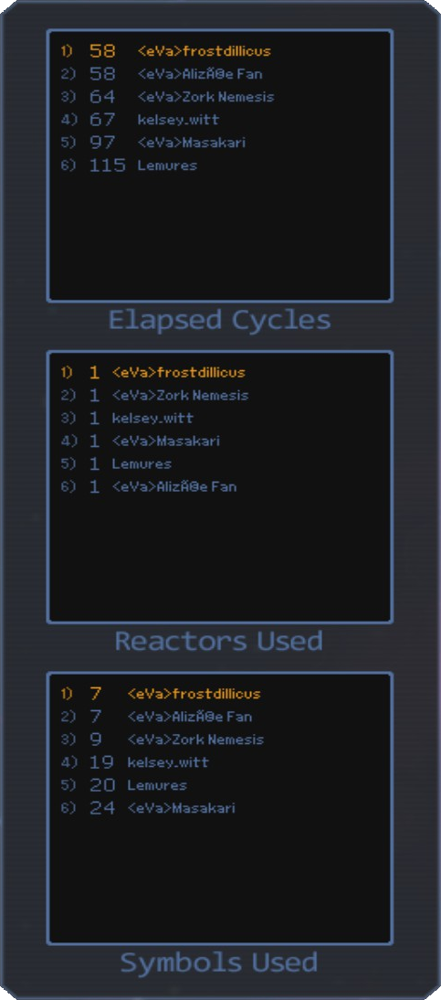 1) 58 <eVa>frostdillicus
2) 58 <eVa>AlizÃ©e Fan
3) 64 <eVa>Zork Nemesis
4) 67 kelsey.witt
5) 97 <eVa>Masakari
6) 115 Lemures
Elapsed Cycles
1) 1 <eVa>frostdillicus
2) 1 <eVa>Zork Nemesis
3) 1 kelsey.witt
4) 1 <eVa>Masakari
5) 1 Lemures
6) 1 <eVa>AlizÃ©e Fan
Reactors Used
1) 7 <eVa>frostdillicus
2) 7 <eVa>AlizÃ©e Fan
3) 9 <eVa>Zork Nemesis
4) 19 kelsey.witt
5) 20 Lemures
6) 24 <eVa>Masakari
Symbols Used